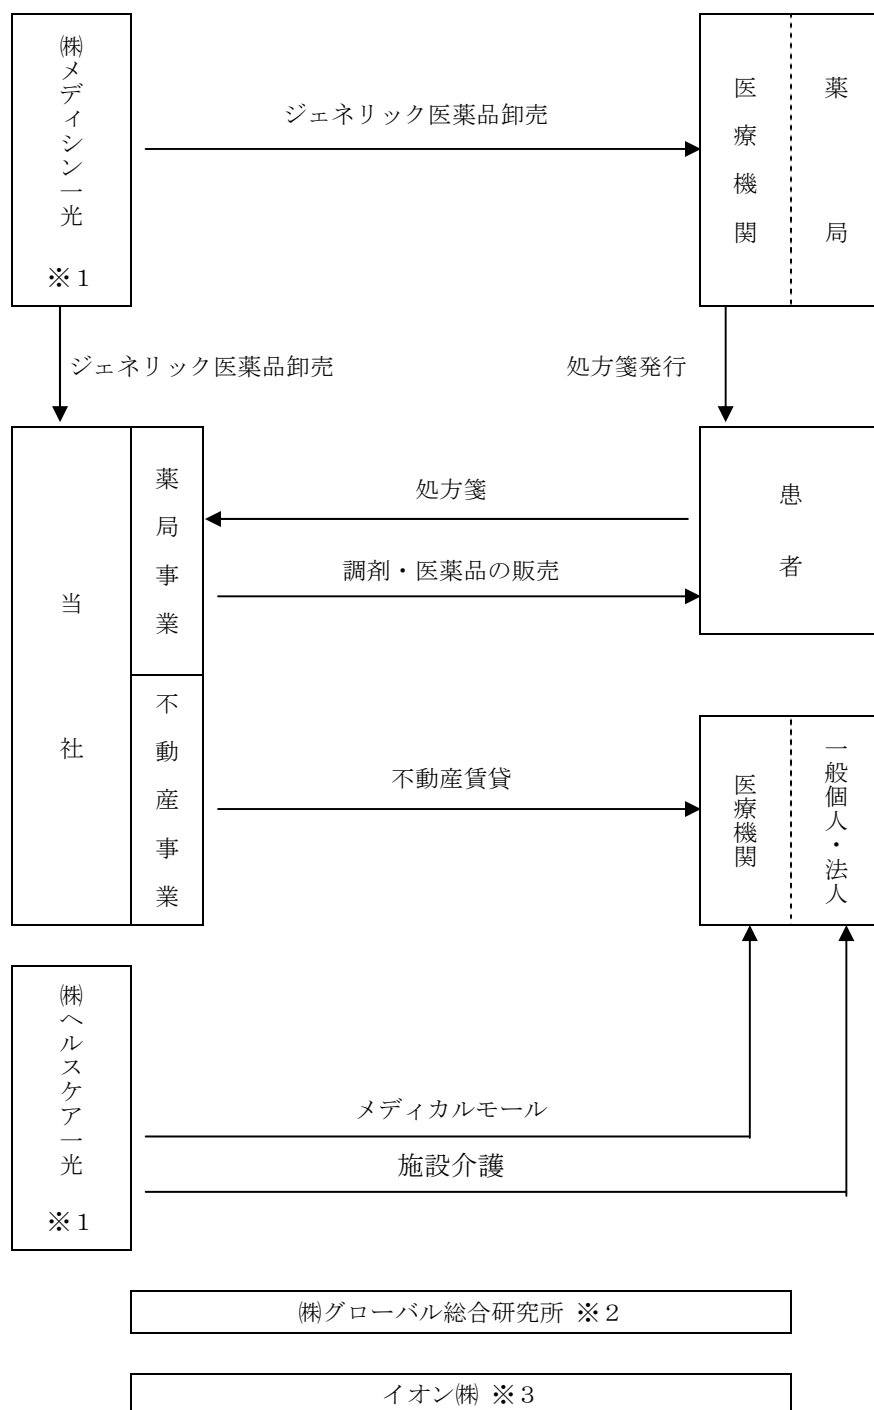 ㈱メディシン一光
※1
ジェネリック医薬品卸売
医療機関
薬局
ジェネリック医薬品卸売
処方箋発行
当社
薬局事業
処方箋
調剤・医薬品の販売
患者
不動産事業
不動産賃貸
医療機関
一般個人・法人
㈱ヘルスケア一光
※1
メディカルモール
施設介護
㈱グローバル総合研究所 ※2
イオン㈱ ※3